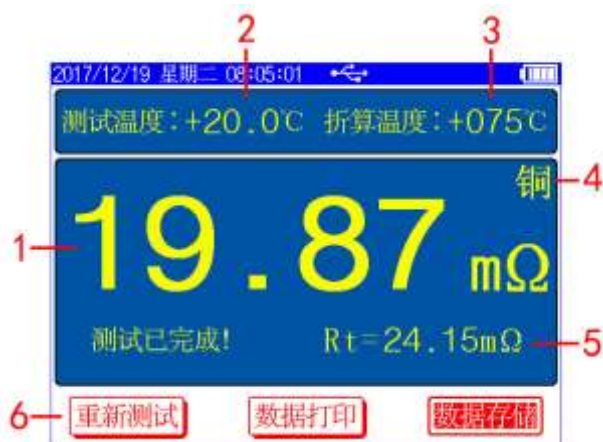 2 3
2017/12/19 星期二 08:05:01
测试温度:+20.0℃ 折算温度:+075℃
铜 4
1 19.87 mΩ
测试已完成! Rt=24.15mΩ 5
6 重新测试 数据打印 数据存储